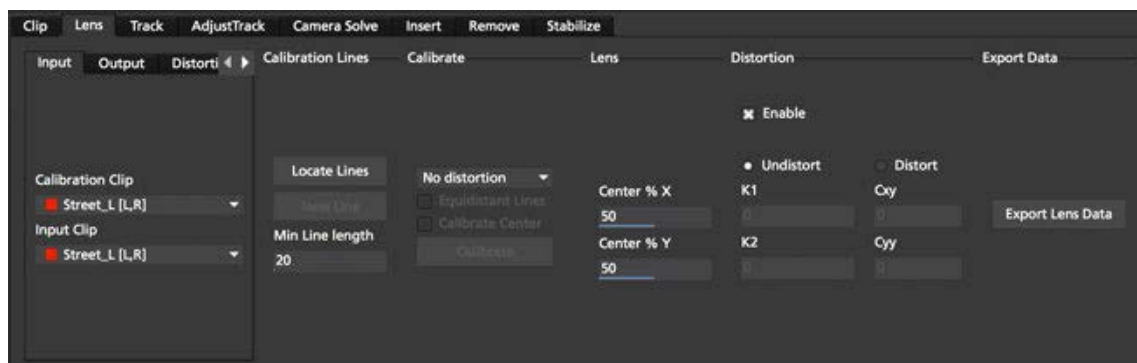 Clip Lens Track AdjustTrack Camera Solve Insert Remove Stabilize
Input Output Distorti
Calibration Lines
Calibrate
Lens
Distortion
Export Data
Enable
Undistort Distort
Calibration Clip
Street_L [L,R]
Input Clip
Street_L [L,R]
Locate Lines
New Line
Min Line length
20
No distortion
Equidistant Lines
Calibrate Center
Calibrate
Center % X
50
Center % Y
50
K1 Cxy
0 0
K2 Cyy
0 0
Export Lens Data